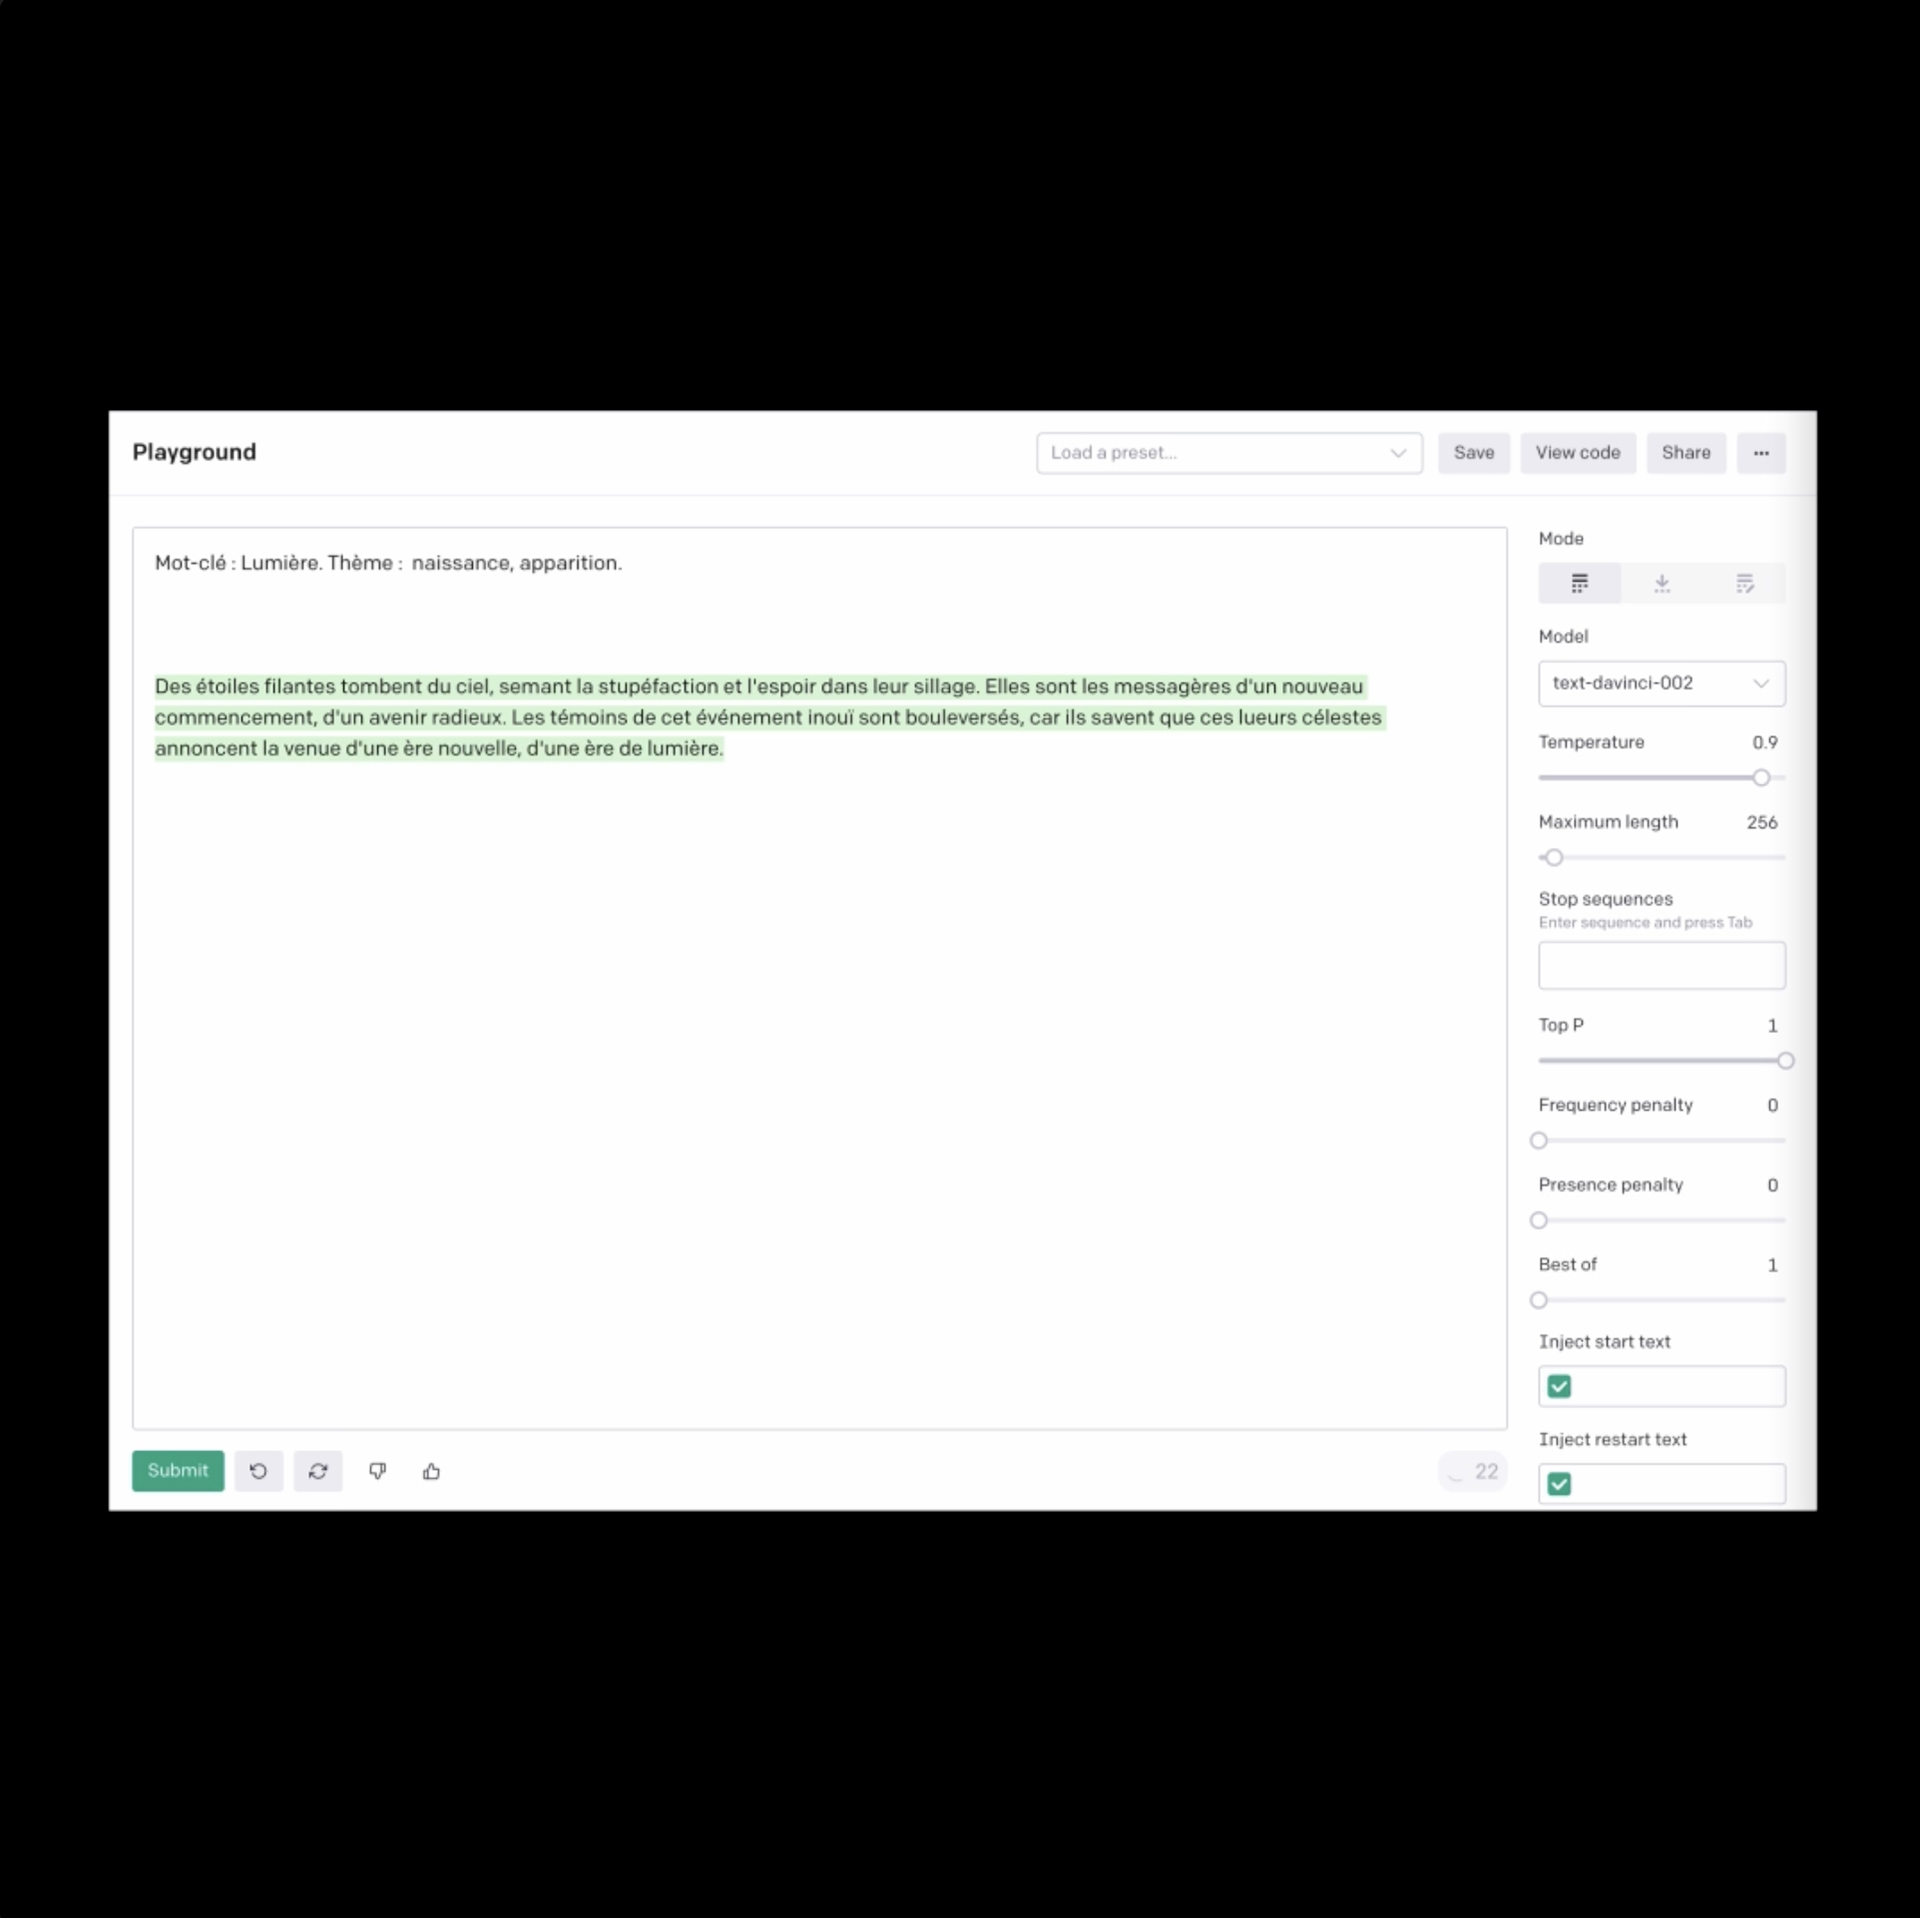 Playground
Load a preset...
Save
View code
Share
Mot-clé : Lumière. Thème :  naissance, apparition.
Des étoiles filantes tombent du ciel, semant la stupéfaction et l'espoir dans leur sillage. Elles sont les messagères d'un nouveau
commencement, d'un avenir radieux. Les témoins de cet événement inouï sont bouleversés, car ils savent que ces lueurs célestes
annoncent la venue d'une ère nouvelle, d'une ère de lumière.
Mode
Model
text-davinci-002
Temperature 0.9
Maximum length 256
Stop sequences
Enter sequence and press Tab
Top P 1
Frequency penalty 0
Presence penalty 0
Best of 1
Inject start text
Inject restart text
Submit
22